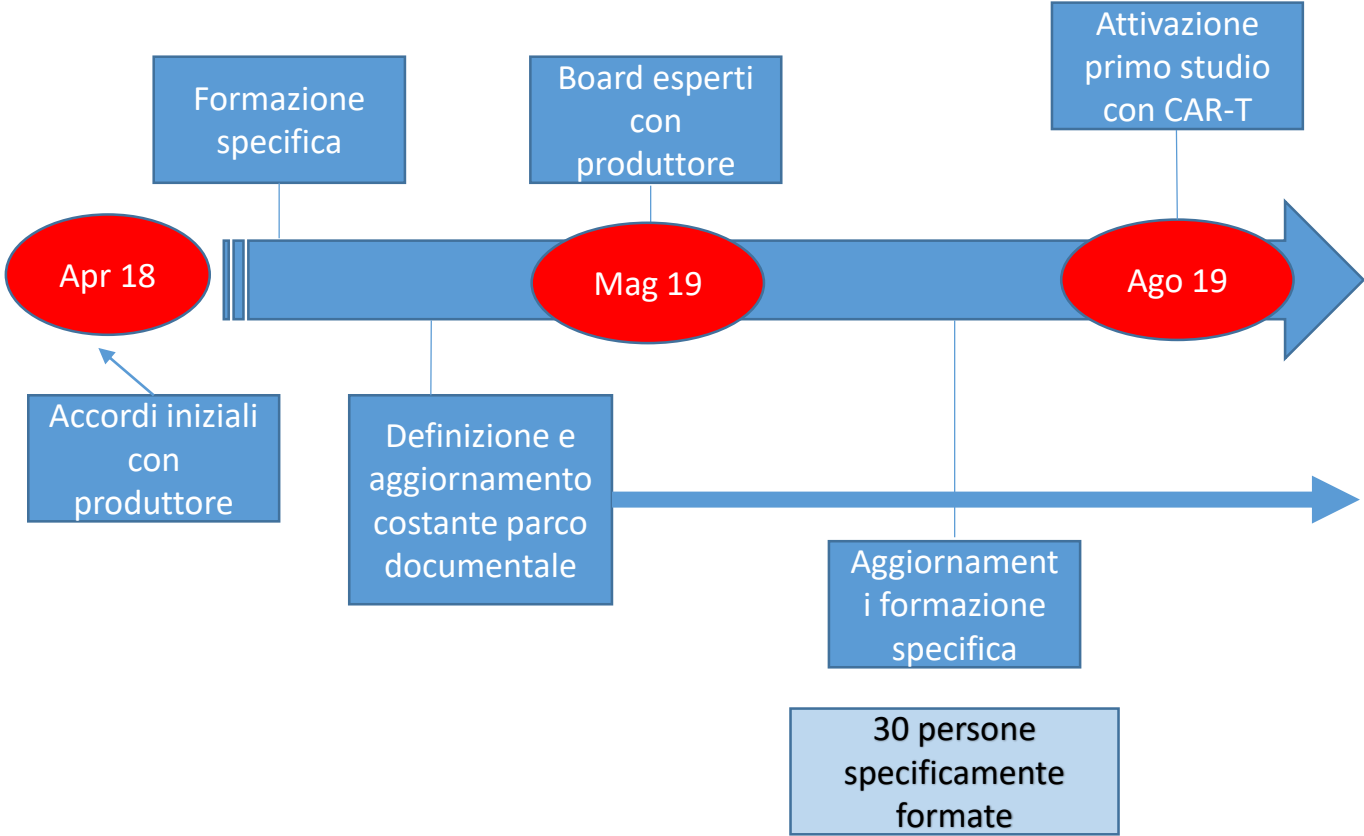 Attivazione
primo studio
con CAR-T
Formazione
specifica
Board esperti
con
produttore
Apr 18
Mag 19
Ago 19
Accordi iniziali
con
produttore
Definizione e
aggiornamento
costante parco
documentale
Aggiornament
i formazione
specifica
30 persone
specificamente
formate